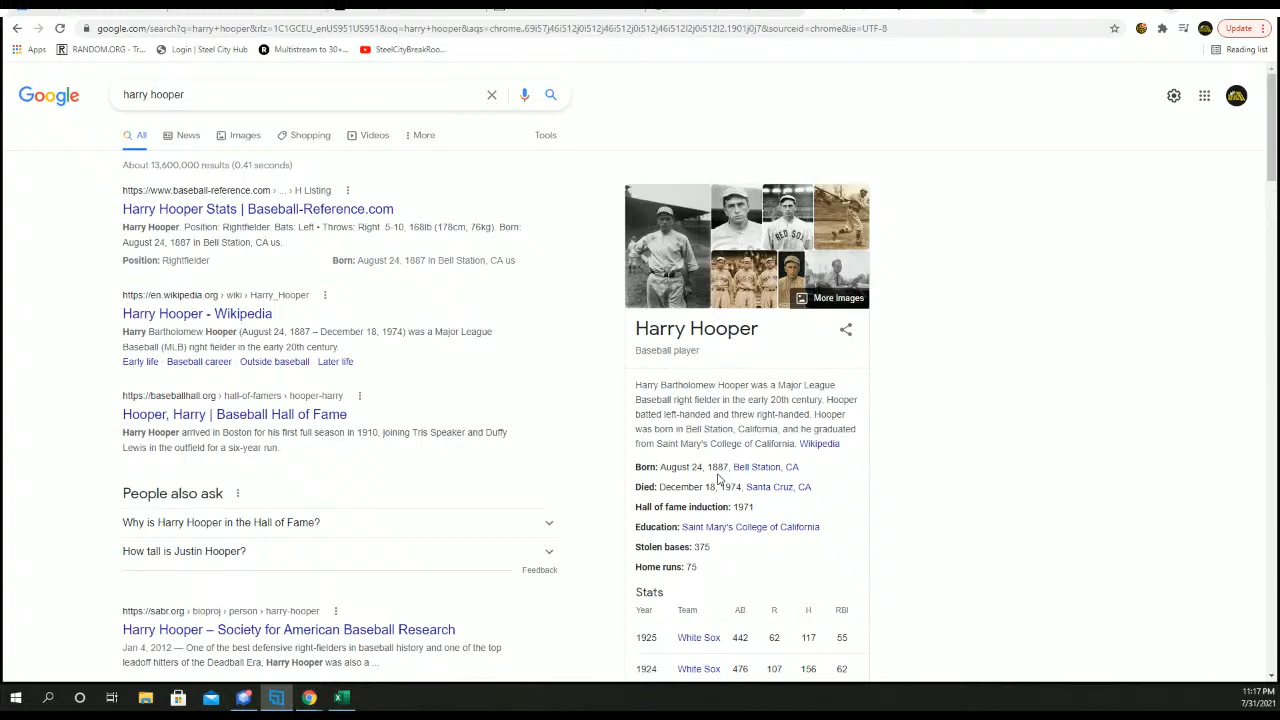 google.com/search?q=harry+hooper&rlz=1C1GCEU_enUS951US951&oq=harry+hooper&aqs=chrome..69i57j46i512j0i512j46i512j0i512j46i512l2j0i512l2.1901j0j7&sourceid=chrome&ie=UTF-8
Update
Apps
RANDOM.ORG - Tr...
Login | Steel City Hub
Multistream to 30+...
SteelCityBreakRoo...
Reading list
Google
harry hooper
All
News
Images
Shopping
Videos
More
Tools
About 13,600,000 results (0.41 seconds)
https://www.baseball-reference.com › ... › H Listing
Harry Hooper Stats | Baseball-Reference.com
Harry Hooper. Position: Rightfielder. Bats: Left • Throws: Right. 5-10, 168lb (178cm, 76kg). Born:
August 24, 1887 in Bell Station, CA us.
Position: Rightfielder
Born: August 24, 1887 in Bell Station, CA us
https://en.wikipedia.org › wiki › Harry_Hooper
Harry Hooper - Wikipedia
Harry Bartholomew Hooper (August 24, 1887 – December 18, 1974) was a Major League
Baseball (MLB) right fielder in the early 20th century.
Early life · Baseball career · Outside baseball · Later life
https://baseballhall.org › hall-of-famers › hooper-harry
Hooper, Harry | Baseball Hall of Fame
Harry Hooper arrived in Boston for his first full season in 1910, joining Tris Speaker and Duffy
Lewis in the outfield for a six-year run.
People also ask
Why is Harry Hooper in the Hall of Fame?
How tall is Justin Hooper?
Feedback
https://sabr.org › bioproj › person › harry-hooper
Harry Hooper – Society for American Baseball Research
Jan 4, 2012 — One of the best defensive right-fielders in baseball history and one of the top
leadoff hitters of the Deadball Era, Harry Hooper was also a ...
RED SOX
More images
Harry Hooper
Baseball player
Harry Bartholomew Hooper was a Major League
Baseball right fielder in the early 20th century. Hooper
batted left-handed and threw right-handed. Hooper
was born in Bell Station, California, and he graduated
from Saint Mary's College of California. Wikipedia
Born: August 24, 1887, Bell Station, CA
Died: December 18, 1974, Santa Cruz, CA
Hall of fame induction: 1971
Education: Saint Mary's College of California
Stolen bases: 375
Home runs: 75
Stats
Year Team AB R H RBI
1925 White Sox 442 62 117 55
1924 White Sox 476 107 156 62
11:17 PM
7/31/2021